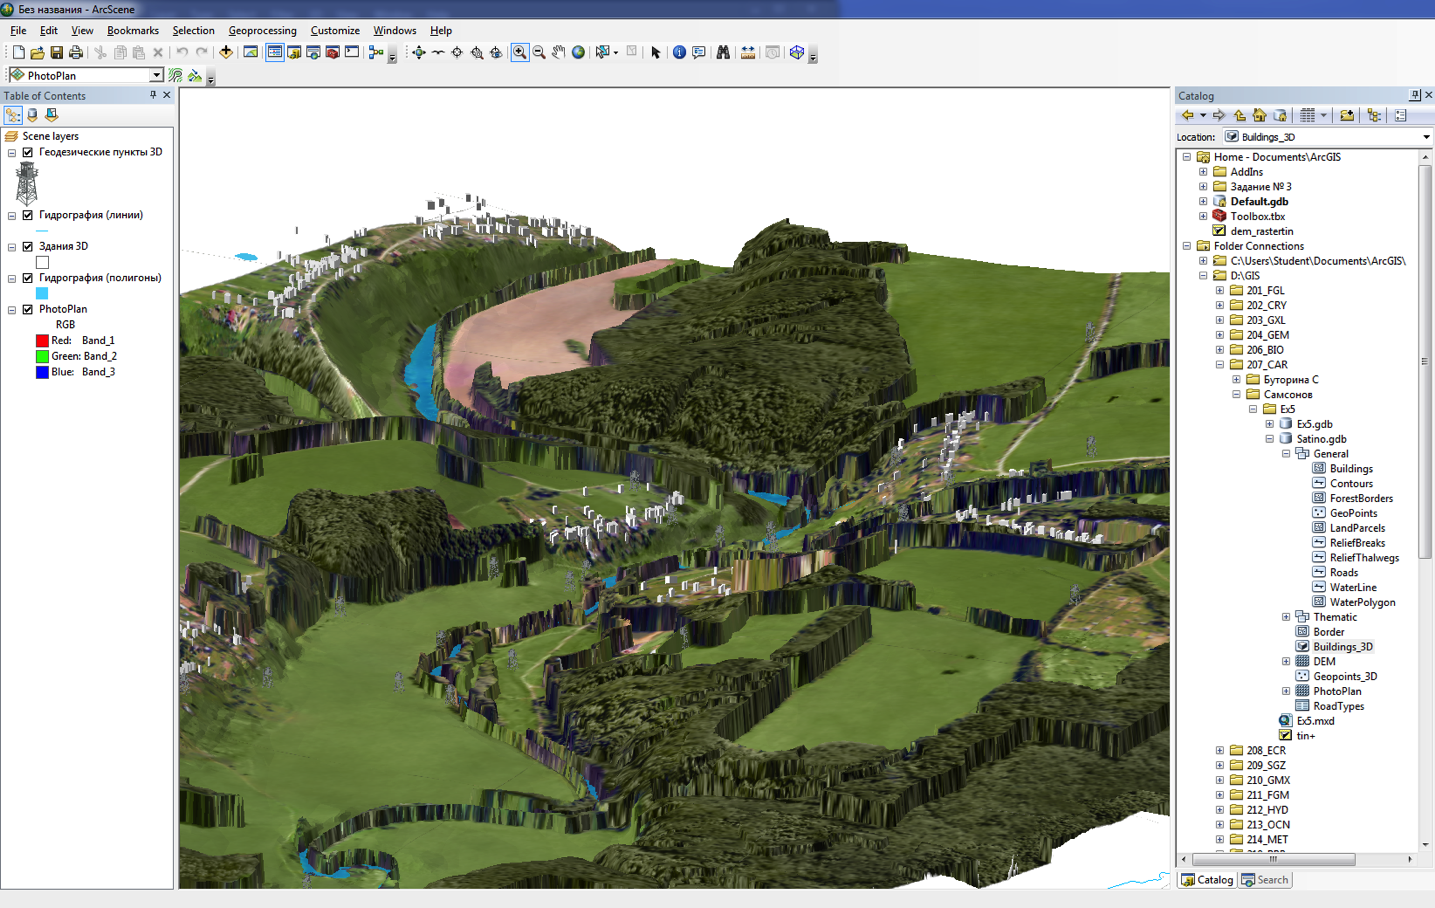 Без названия - ArcScene
File Edit View Bookmarks Selection Geoprocessing Customize Windows Help
PhotoPlan
Table of Contents
Scene layers
Геодезические пункты 3D
Гидрография (линии)
Здания 3D
Гидрография (полигоны)
PhotoPlan
RGB
Red: Band_1
Green: Band_2
Blue: Band_3
Catalog
Location: Buildings_3D
Home - Documents\ArcGIS
AddIns
Задание № 3
Default.gdb
Toolbox.tbx
dem_rastertin
Folder Connections
C:\Users\Student\Documents\ArcGIS\
D:\GIS
201_FGL
202_CRY
203_GXL
204_GEM
206_BIO
207_CAR
Буторина С
Самсонов
Ex5
Ex5.gdb
Satino.gdb
General
Buildings
Contours
ForestBorders
GeoPoints
LandParcels
ReliefBreaks
ReliefThalwegs
Roads
WaterLine
WaterPolygon
Thematic
Border
Buildings_3D
DEM
Geopoints_3D
PhotoPlan
RoadTypes
Ex5.mxd
tin+
208_ECR
209_SGZ
210_GMX
211_FGM
212_HYD
213_OCN
214_MET
Catalog Search